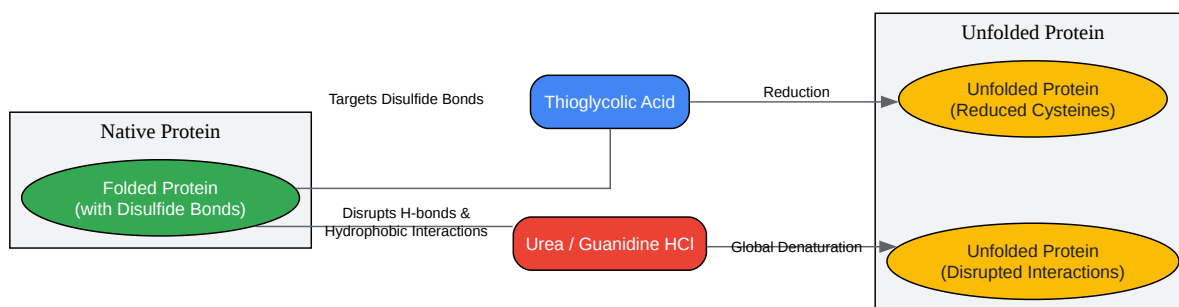 Unfolded Protein
Thioglycolic Acid
Targets Disulfide Bonds
Reduction
Unfolded Protein
(Reduced Cysteines)
Native Protein
Folded Protein
(with Disulfide Bonds)
Disrupts H-bonds &
Hydrophobic Interactions
Urea / Guanidine HCl
Global Denaturation
Unfolded Protein
(Disrupted Interactions)